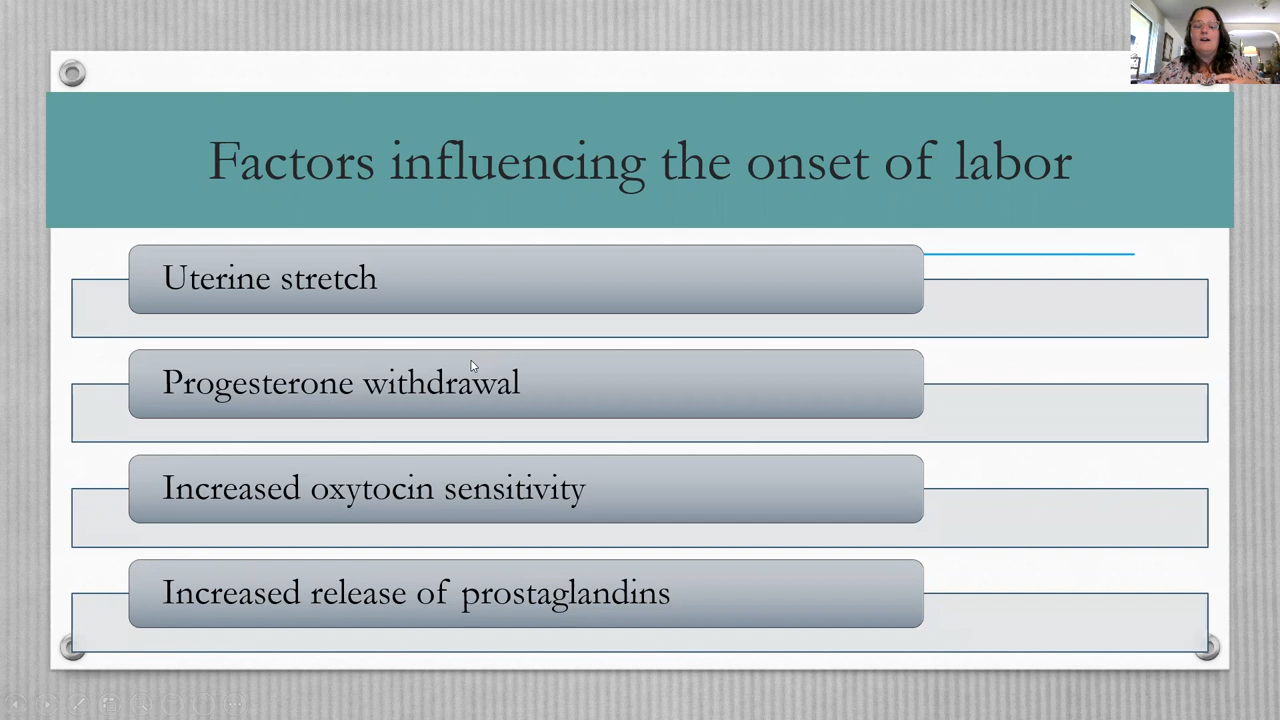 Factors influencing the onset of labor
Uterine stretch
Progesterone withdrawal
Increased oxytocin sensitivity
Increased release of prostaglandins